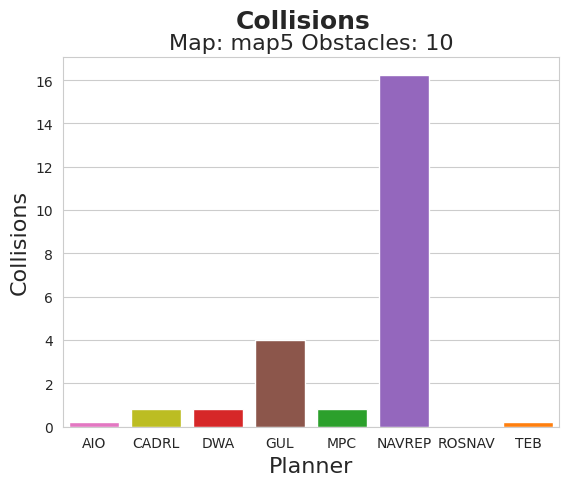 Collisions
Map: map5 Obstacles: 10
Collisions
16
14
12
10
8
6
4
2
0
AIO CADRL DWA GUL MPC NAVREP ROSNAV TEB
Planner